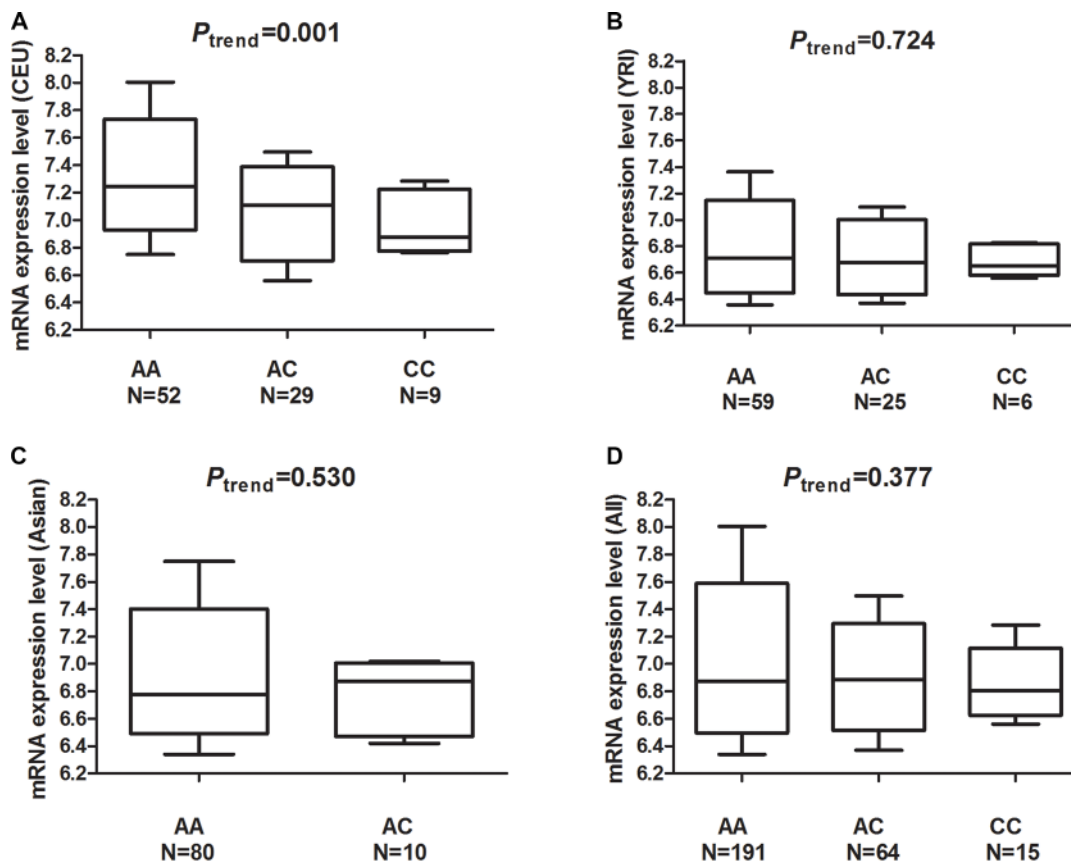 A
P trend=0.001
mRNA expression level (CEU)
8.2
8.0
7.8
7.6
7.4
7.2
7.0
6.8
6.6
6.4
6.2
AA AC CC
N=52 N=29 N=9
B
P trend=0.724
mRNA expression level (YRI)
8.2
8.0
7.8
7.6
7.4
7.2
7.0
6.8
6.6
6.4
6.2
AA AC CC
N=59 N=25 N=6
C
P trend=0.530
mRNA expression level (Asian)
8.2
8.0
7.8
7.6
7.4
7.2
7.0
6.8
6.6
6.4
6.2
AA AC
N=80 N=10
D
P trend=0.377
mRNA expression level (All)
8.2
8.0
7.8
7.6
7.4
7.2
7.0
6.8
6.6
6.4
6.2
AA AC CC
N=191 N=64 N=15